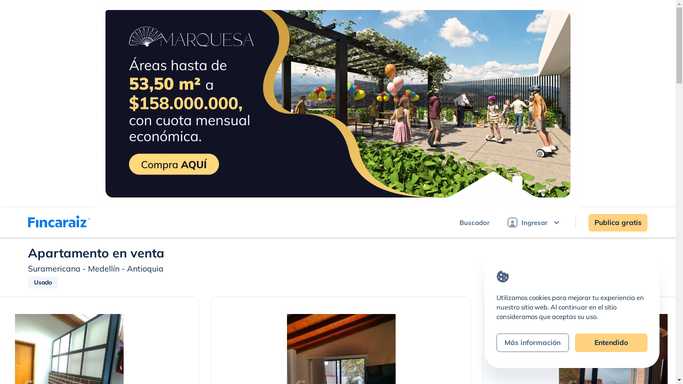 MARQUESA
Áreas hasta de
53,50 m² a
$158.000.000,
con cuota mensual
económica.
Compra AQUÍ
Fincaraiz
Buscador
Ingresar
Publica gratis
Apartamento en venta
Suramericana - Medellín - Antioquia
Usado
Utilizamos cookies para mejorar tu experiencia en
nuestro sitio web. Al continuar en el sitio
consideramos que aceptas su uso.
Más información
Entendido